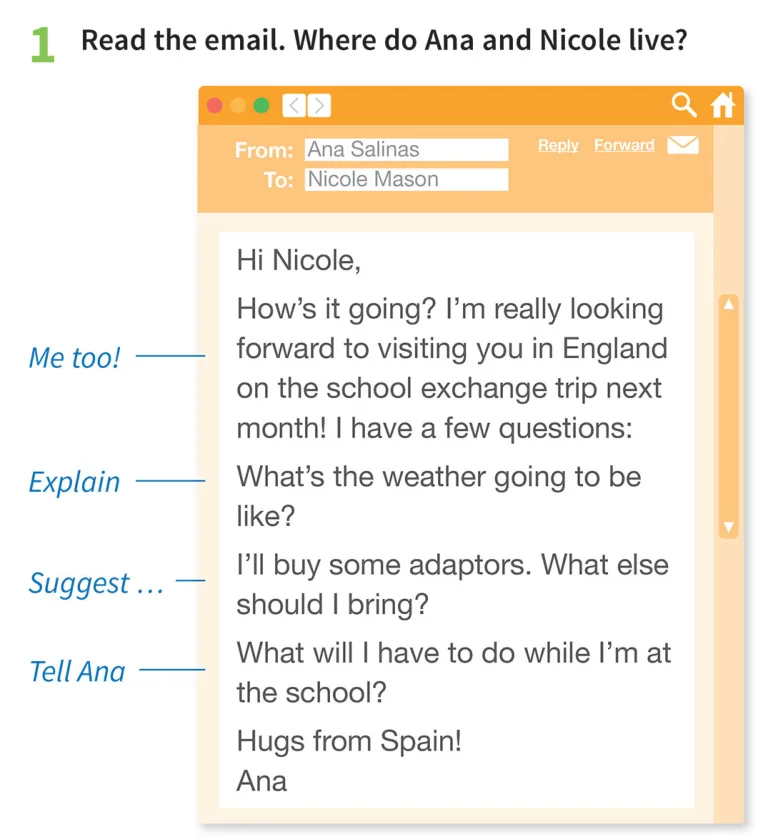 1 Read the email. Where do Ana and Nicole live?
From: Ana Salinas
Reply Forward
To: Nicole Mason
Hi Nicole,
How’s it going? I’m really looking
Me too!
forward to visiting you in England
on the school exchange trip next
month! I have a few questions:
Explain
What’s the weather going to be
like?
Suggest …
I’ll buy some adaptors. What else
should I bring?
Tell Ana
What will I have to do while I’m at
the school?
Hugs from Spain!
Ana